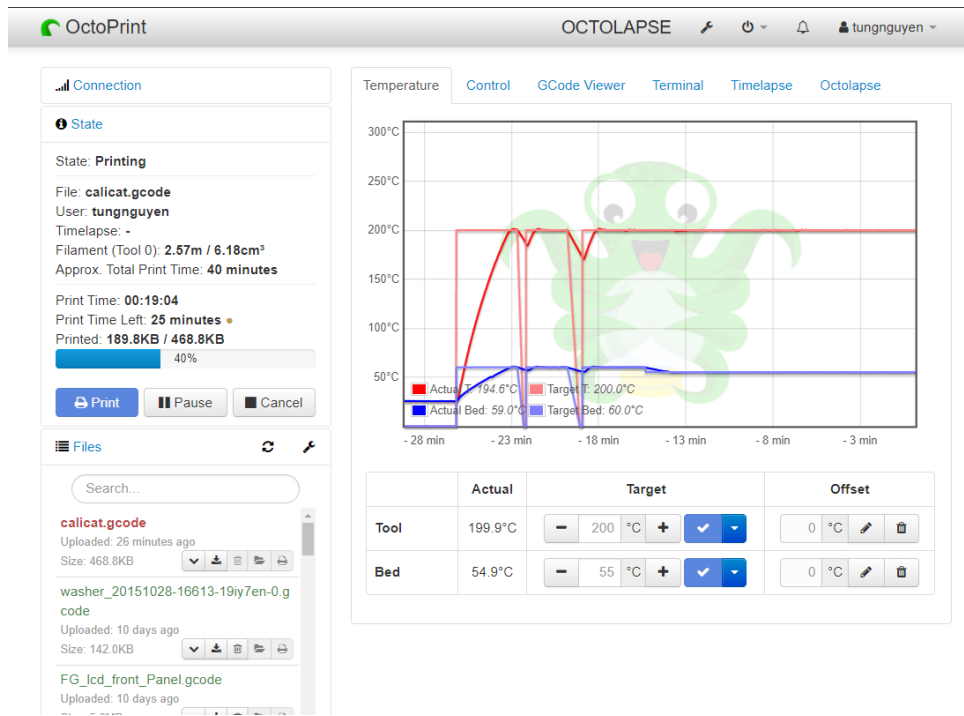 OctoPrint
OCTOLAPSE
tungnguyen
Connection
State
State: Printing
File: calicat.gcode
User: tungnguyen
Timelapse: -
Filament (Tool 0): 2.57m / 6.18cm³
Approx. Total Print Time: 40 minutes
Print Time: 00:19:04
Print Time Left: 25 minutes
Printed: 189.8KB / 468.8KB
40%
Print Pause Cancel
Files
Search...
calicat.gcode
Uploaded: 26 minutes ago
Size: 468.8KB
washer_20151028-16613-19iy7en-0.g
code
Uploaded: 10 days ago
Size: 142.0KB
FG_lcd_front_Panel.gcode
Uploaded: 10 days ago
Temperature Control GCode Viewer Terminal Timelapse Octolapse
300°C
250°C
200°C
150°C
100°C
50°C
Actual T: 194.6°C Target T: 200.0°C
Actual Bed: 59.0°C Target Bed: 60.0°C
- 28 min - 23 min - 18 min - 13 min - 8 min - 3 min
Actual Target Offset
Tool 199.9°C 200 °C 0 °C
Bed 54.9°C 55 °C 0 °C